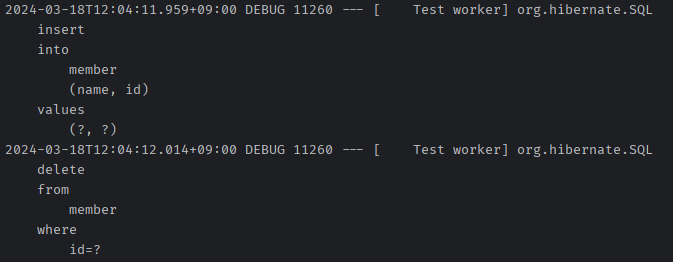 2024-03-18T12:04:11.959+09:00 DEBUG 11260 --- [    Test worker] org.hibernate.SQL
    insert
    into
        member
        (name, id)
    values
        (?, ?)
2024-03-18T12:04:12.014+09:00 DEBUG 11260 --- [    Test worker] org.hibernate.SQL
    delete
    from
        member
    where
        id=?